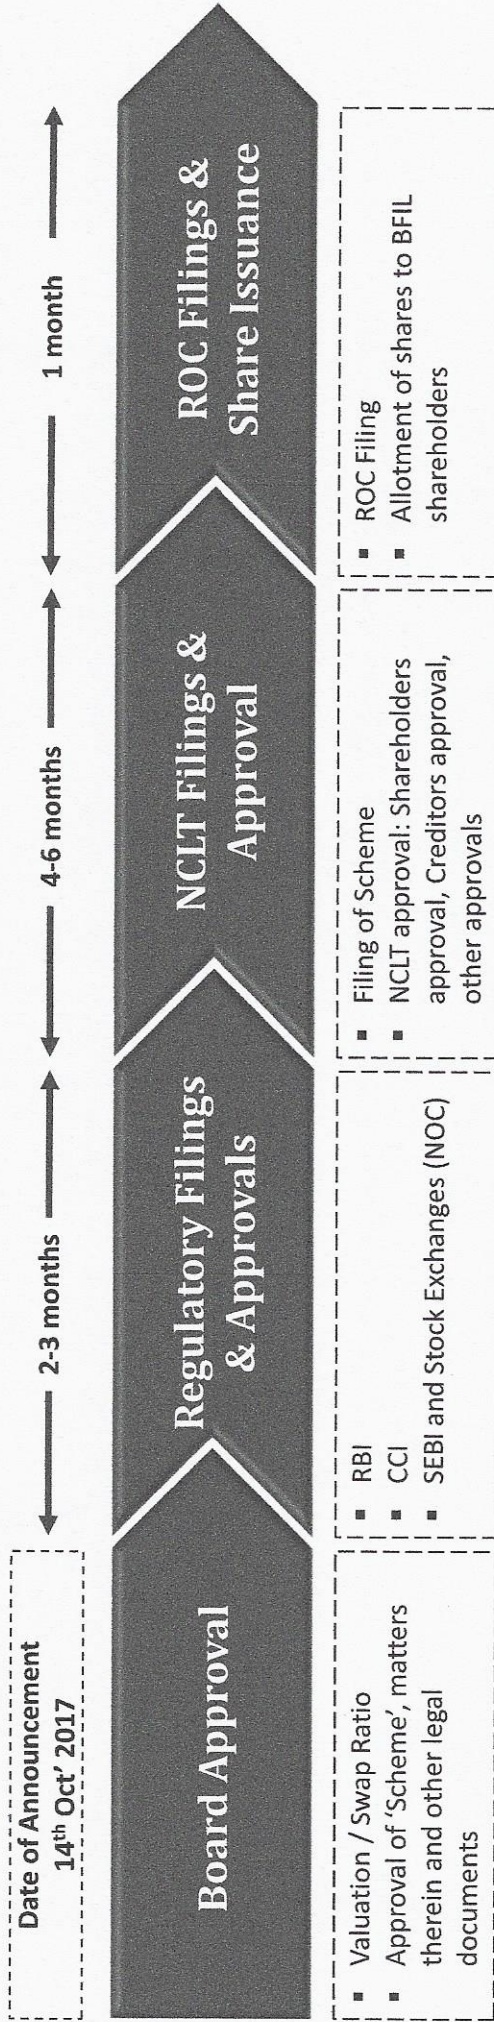 Date of Announcement
14th Oct’ 2017
2-3 months
4-6 months
1 month
Board Approval
Regulatory Filings
& Approvals
NCLT Filings &
Approval
ROC Filings &
Share Issuance
▪ Valuation / Swap Ratio
▪ Approval of ‘Scheme’, matters
therein and other legal
documents
▪ RBI
▪ CCI
▪ SEBI and Stock Exchanges (NOC)
▪ Filing of Scheme
▪ NCLT approval: Shareholders
approval, Creditors approval,
other approvals
▪ ROC Filing
▪ Allotment of shares to BFIL
shareholders